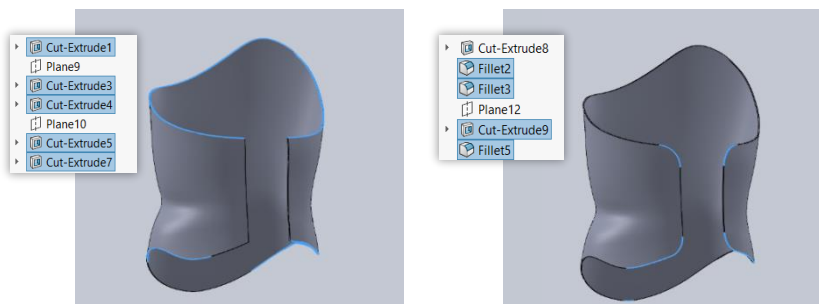 Cut-Extrude1
Plane9
Cut-Extrude3
Cut-Extrude4
Plane10
Cut-Extrude5
Cut-Extrude7
Cut-Extrude8
Fillet2
Fillet3
Plane12
Cut-Extrude9
Fillet5